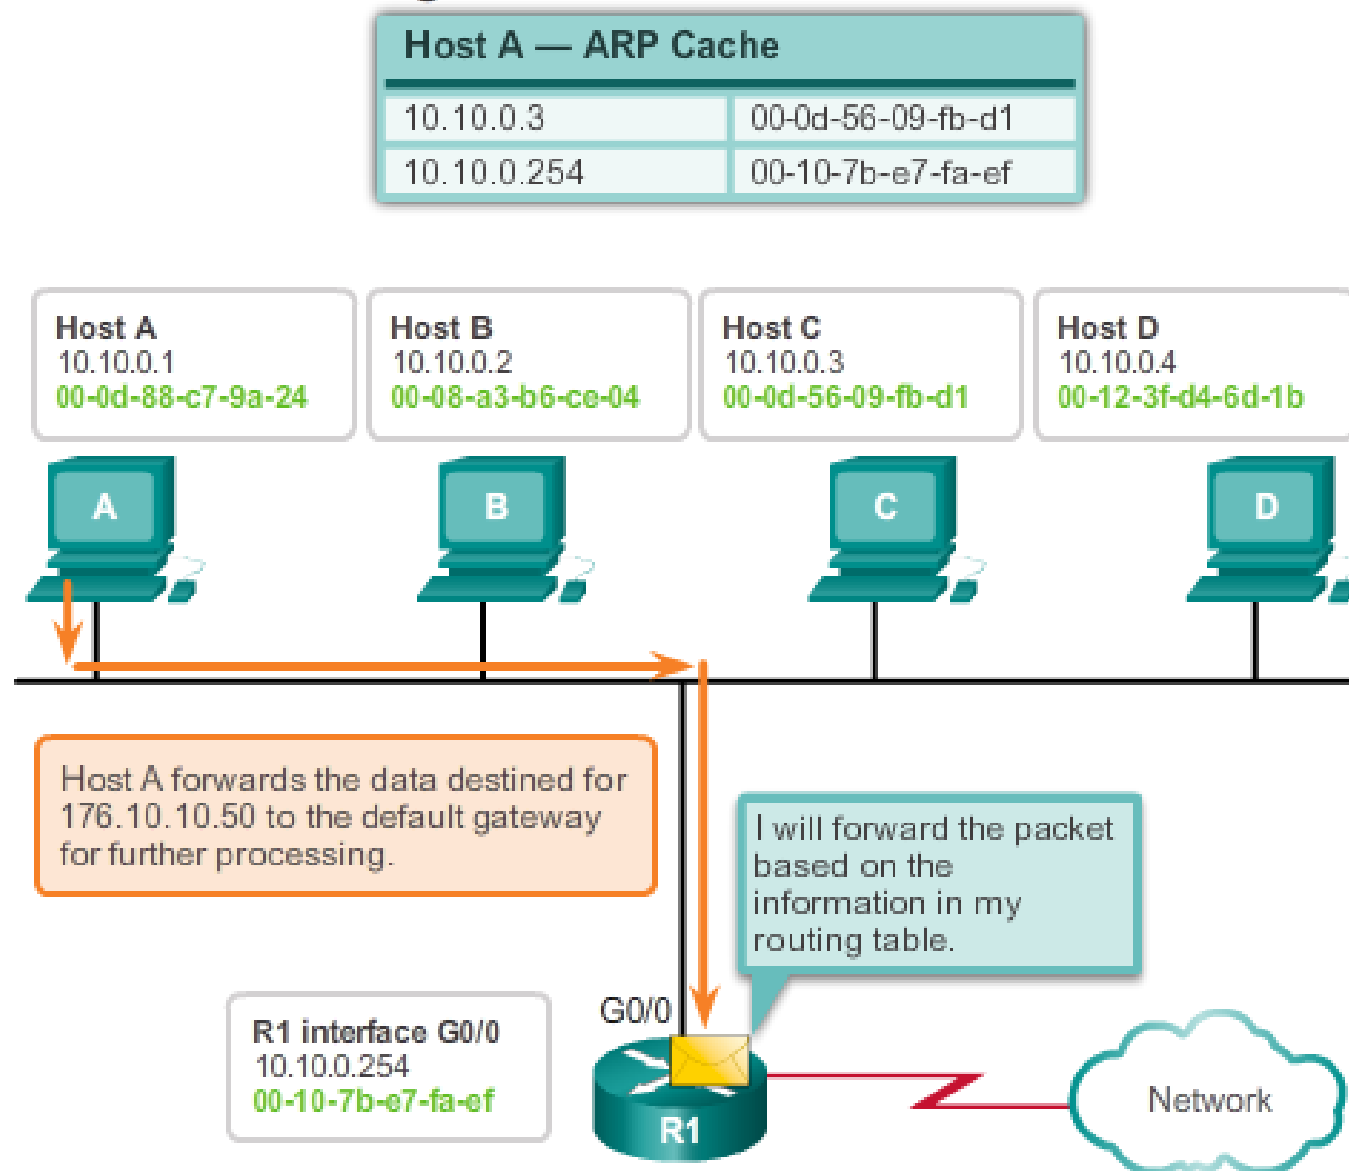 Host A — ARP Cache
10.10.0.3 00-0d-56-09-fb-d1
10.10.0.254 00-10-7b-e7-fa-ef
Host A
10.10.0.1
00-0d-88-c7-9a-24
Host B
10.10.0.2
00-08-a3-b6-ce-04
Host C
10.10.0.3
00-0d-56-09-fb-d1
Host D
10.10.0.4
00-12-3f-d4-6d-1b
A
B
C
D
Host A forwards the data destined for
176.10.10.50 to the default gateway
for further processing.
I will forward the packet
based on the
information in my
routing table.
R1 interface G0/0
10.10.0.254
00-10-7b-e7-fa-ef
G0/0
R1
Network